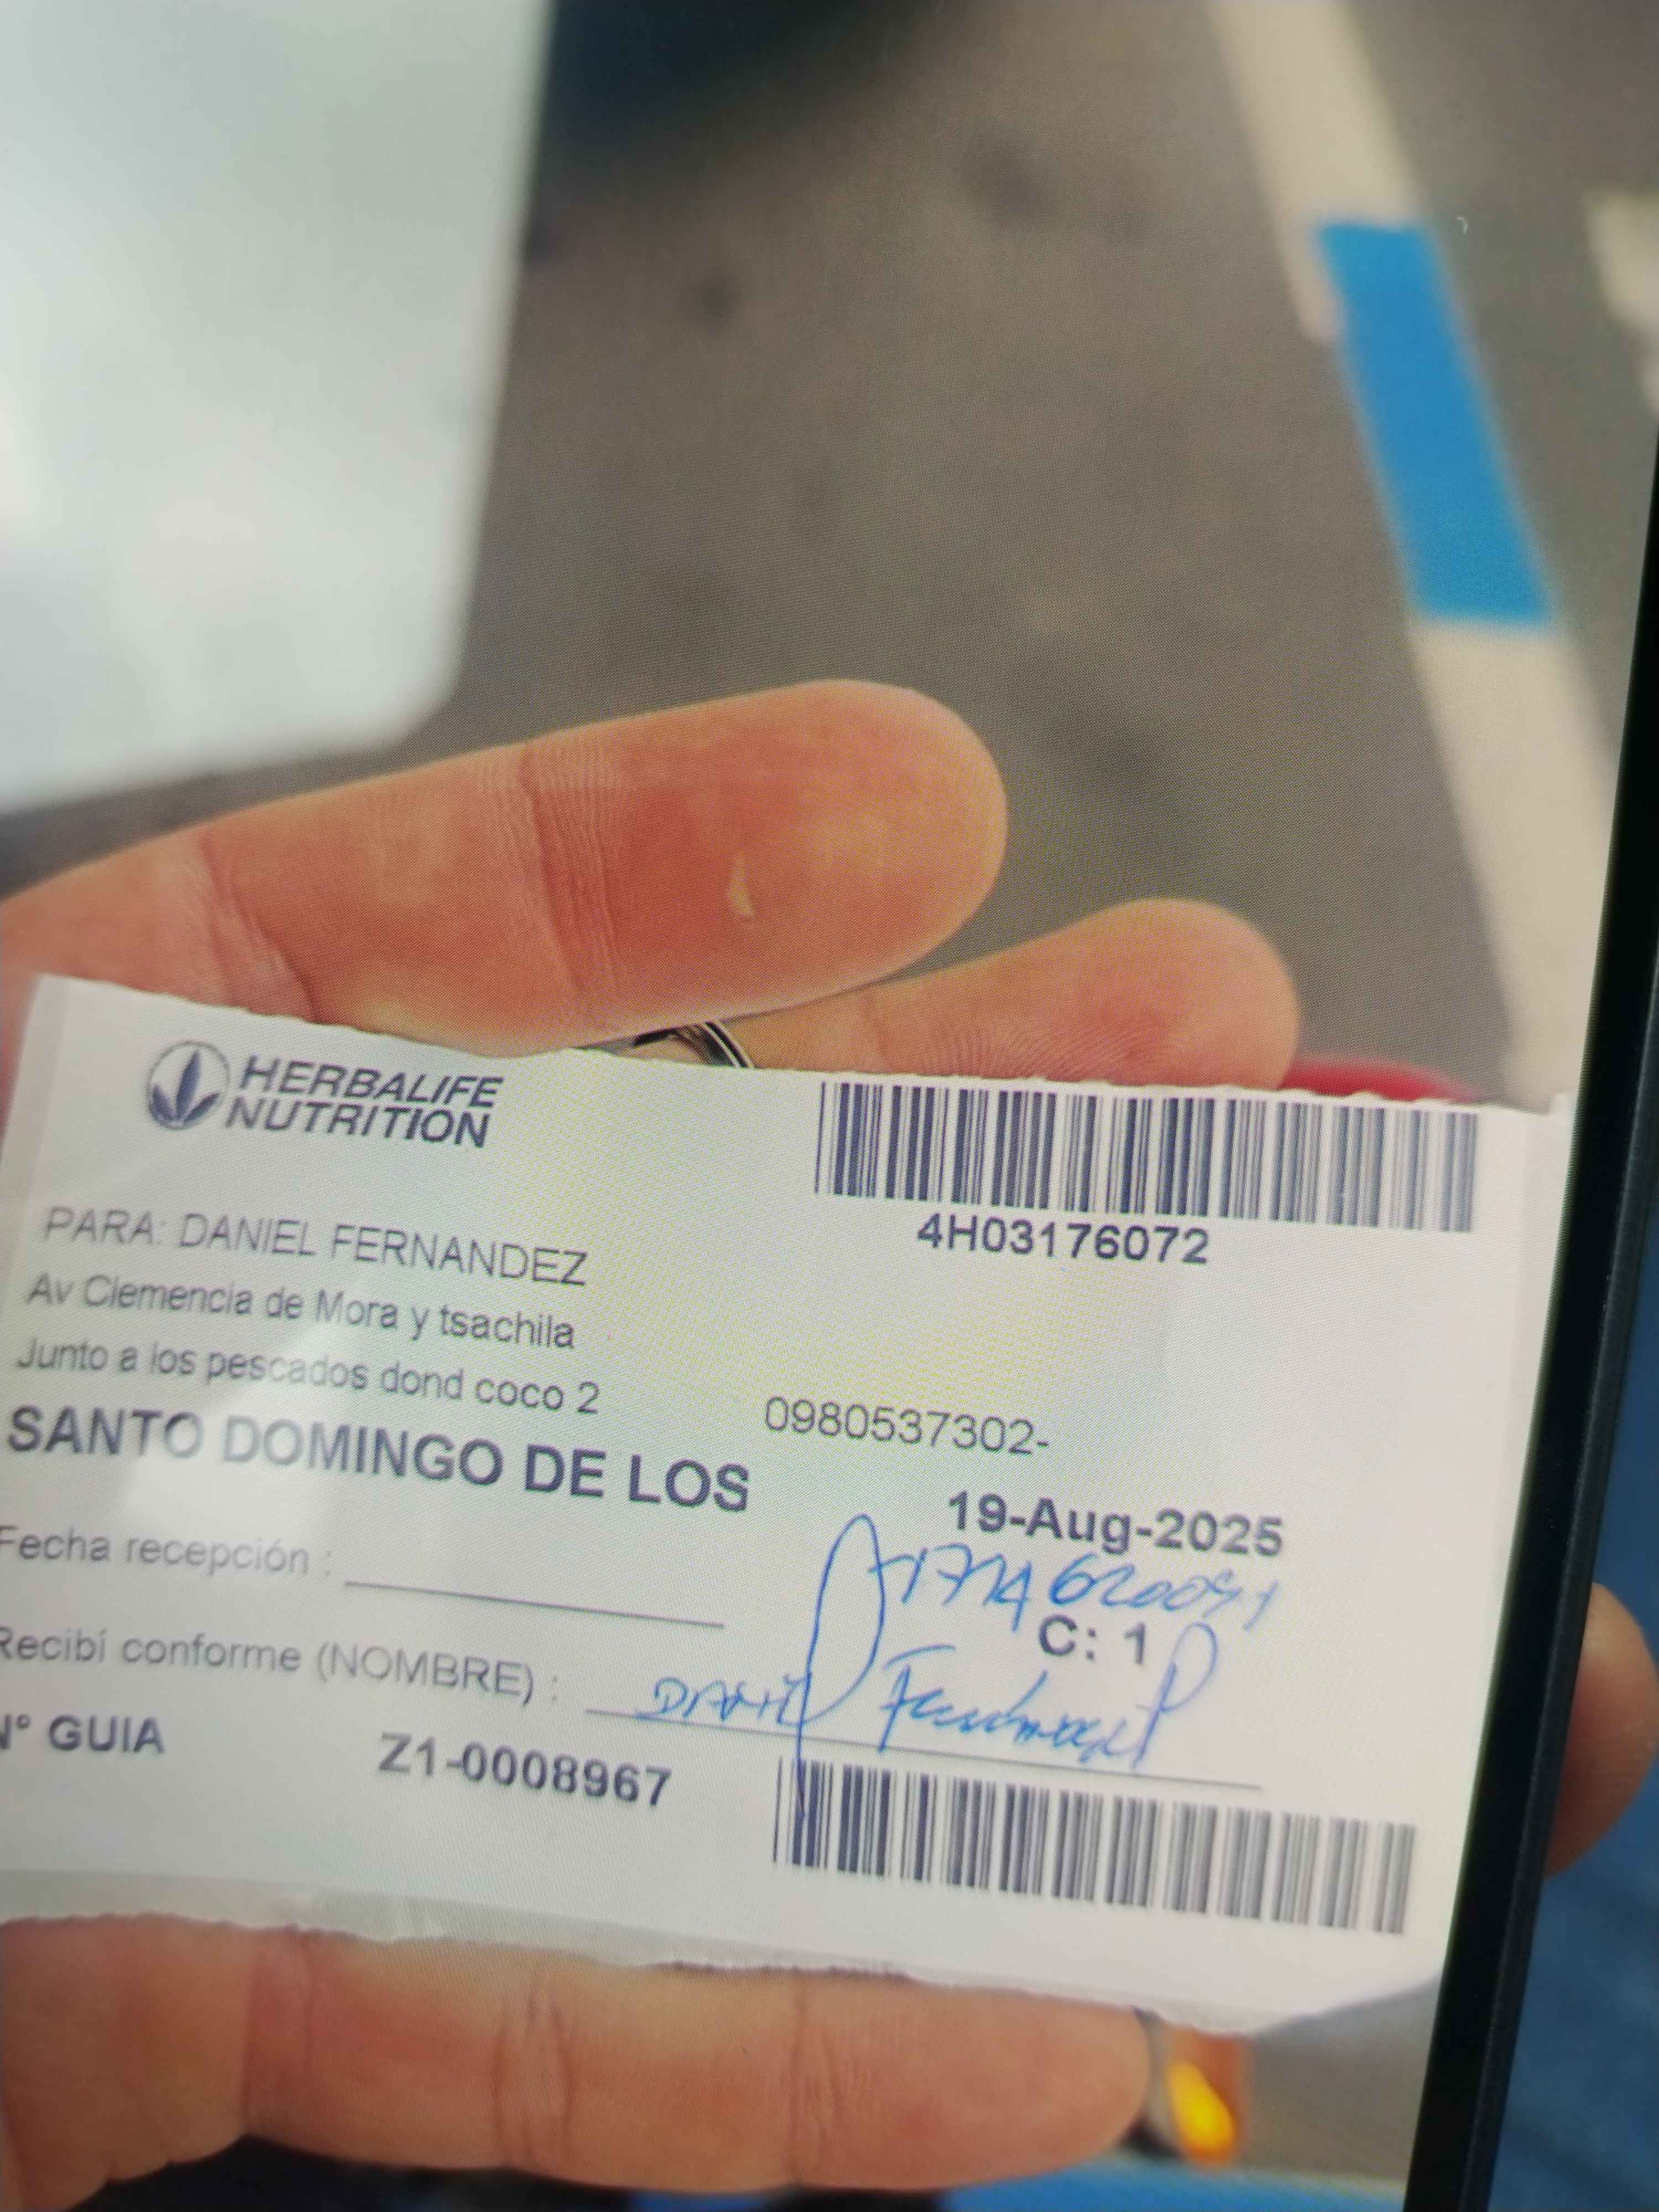 HERBALIFE
NUTRITION
4H03176072
PARA: DANIEL FERNANDEZ
Av Clemencia de Mora y tsachila
Junto a los pescados dond coco 2
0980537302-
SANTO DOMINGO DE LOS
19-Aug-2025
Fecha recepción :
C: 1
Recibí conforme (NOMBRE) :
N° GUIA Z1-0008967